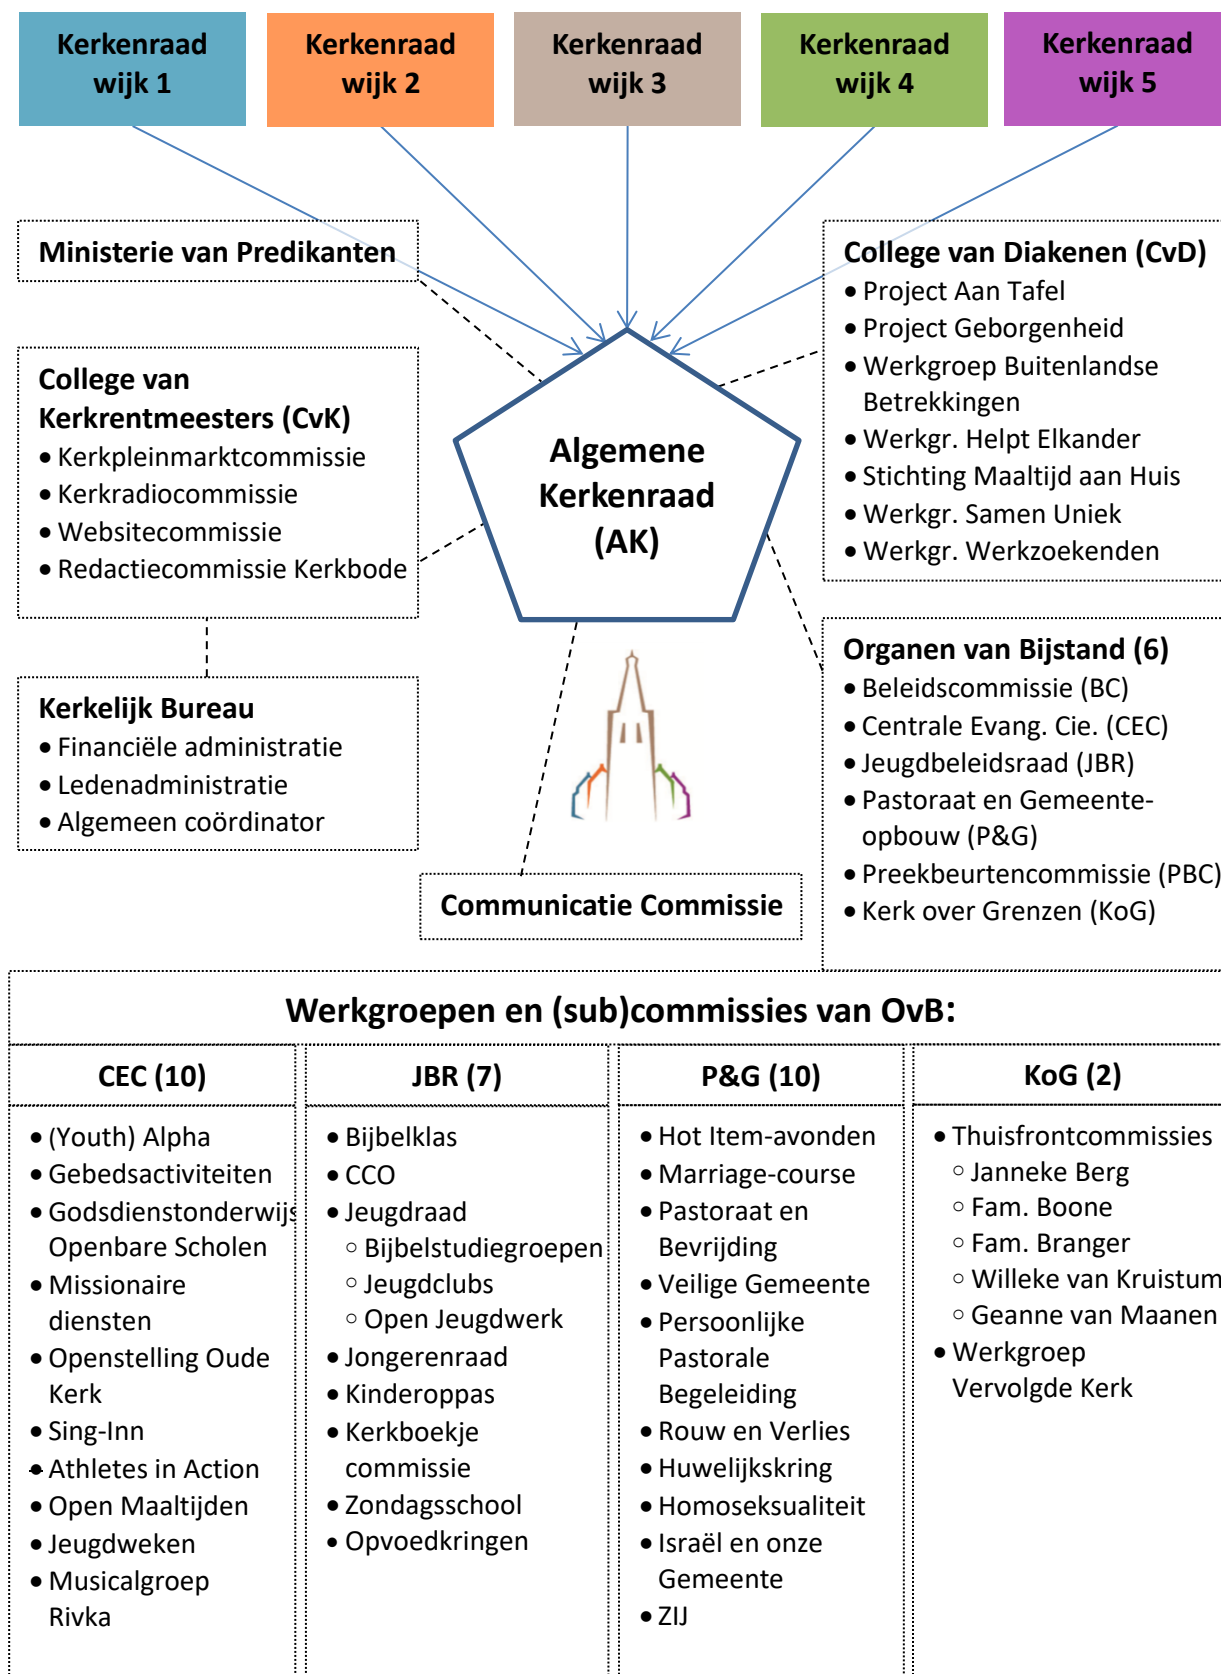 Kerkenraad
wijk 1
Kerkenraad
wijk 2
Kerkenraad
wijk 3
Kerkenraad
wijk 4
Kerkenraad
wijk 5
Ministerie van Predikanten
College van
Kerkrentmeesters (CvK)
• Kerkpleinmarktcommissie
• Kerkradiocommissie
• Websitecommissie
• Redactiecommissie Kerkbode
Kerkelijk Bureau
• Financiële administratie
• Ledenadministratie
• Algemeen coördinator
Algemene
Kerkenraad
(AK)
Communicatie Commissie
College van Diakenen (CvD)
• Project Aan Tafel
• Project Geborgenheid
• Werkgroep Buitenlandse
Betrekkingen
• Werkgr. Helpt Elkander
• Stichting Maaltijd aan Huis
• Werkgr. Samen Uniek
• Werkgr. Werkzoekenden
Organen van Bijstand (6)
• Beleidscommissie (BC)
• Centrale Evang. Cie. (CEC)
• Jeugdbeleidsraad (JBR)
• Pastoraat en Gemeente-
opbouw (P&G)
• Preekbeurtencommissie (PBC)
• Kerk over Grenzen (KoG)
Werkgroepen en (sub)commissies van OvB:
CEC (10)
• (Youth) Alpha
• Gebedsactiviteiten
• Godsdienstonderwijs
Openbare Scholen
• Missionaire
diensten
• Openstelling Oude
Kerk
• Sing-Inn
• Athletes in Action
• Open Maaltijden
• Jeugdweken
• Musicalgroep
Rivka
JBR (7)
• Bijbelklas
• CCO
• Jeugdraad
○ Bijbelstudiegroepen
○ Jeugdclubs
○ Open Jeugdwerk
• Jongerenraad
• Kinderoppas
• Kerkboekje
commissie
• Zondagsschool
• Opvoedkringen
P&G (10)
• Hot Item-avonden
• Marriage-course
• Pastoraat en
Bevrijding
• Veilige Gemeente
• Persoonlijke
Pastorale
Begeleiding
• Rouw en Verlies
• Huwelijkskring
• Homoseksualiteit
• Israël en onze
Gemeente
• ZIJ
KoG (2)
• Thuisfrontcommissies
○ Janneke Berg
○ Fam. Boone
○ Fam. Branger
○ Willeke van Kruistum
○ Geanne van Maanen
• Werkgroep
Vervolgde Kerk